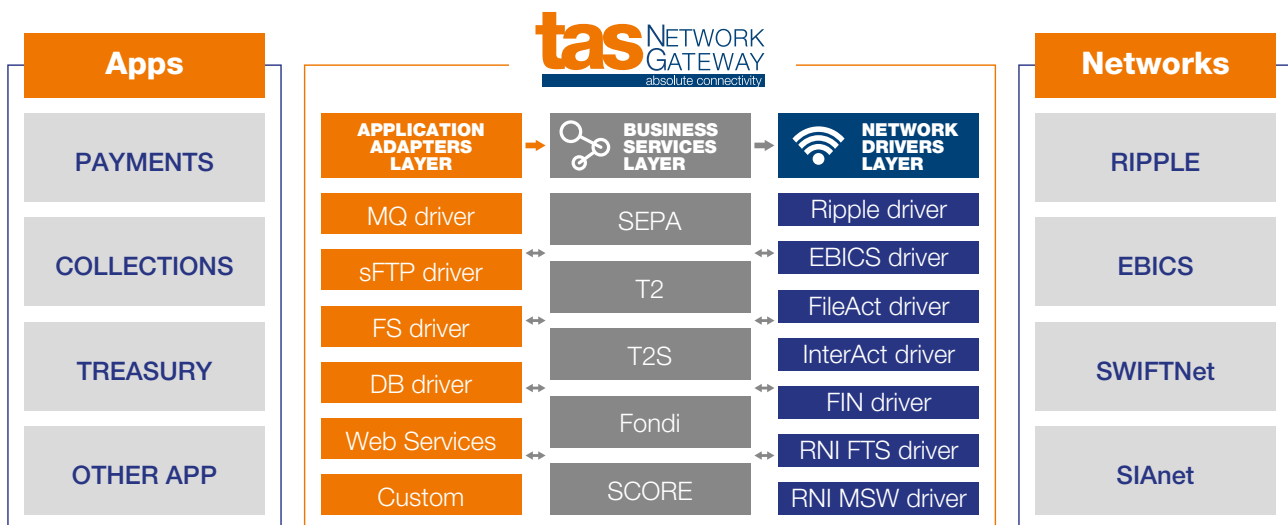 Apps
PAYMENTS
COLLECTIONS
TREASURY
OTHER APP
tas NETWORK
GATEWAY
absolute connectivity
APPLICATION
ADAPTERS
LAYER
MQ driver
sFTP driver
FS driver
DB driver
Web Services
Custom
BUSINESS
SERVICES
LAYER
SEPA
T2
T2S
Fondi
SCORE
NETWORK
DRIVERS
LAYER
Ripple driver
EBICS driver
FileAct driver
InterAct driver
FIN driver
RNI FTS driver
RNI MSW driver
Networks
RIPPLE
EBICS
SWIFTNet
SIAnet